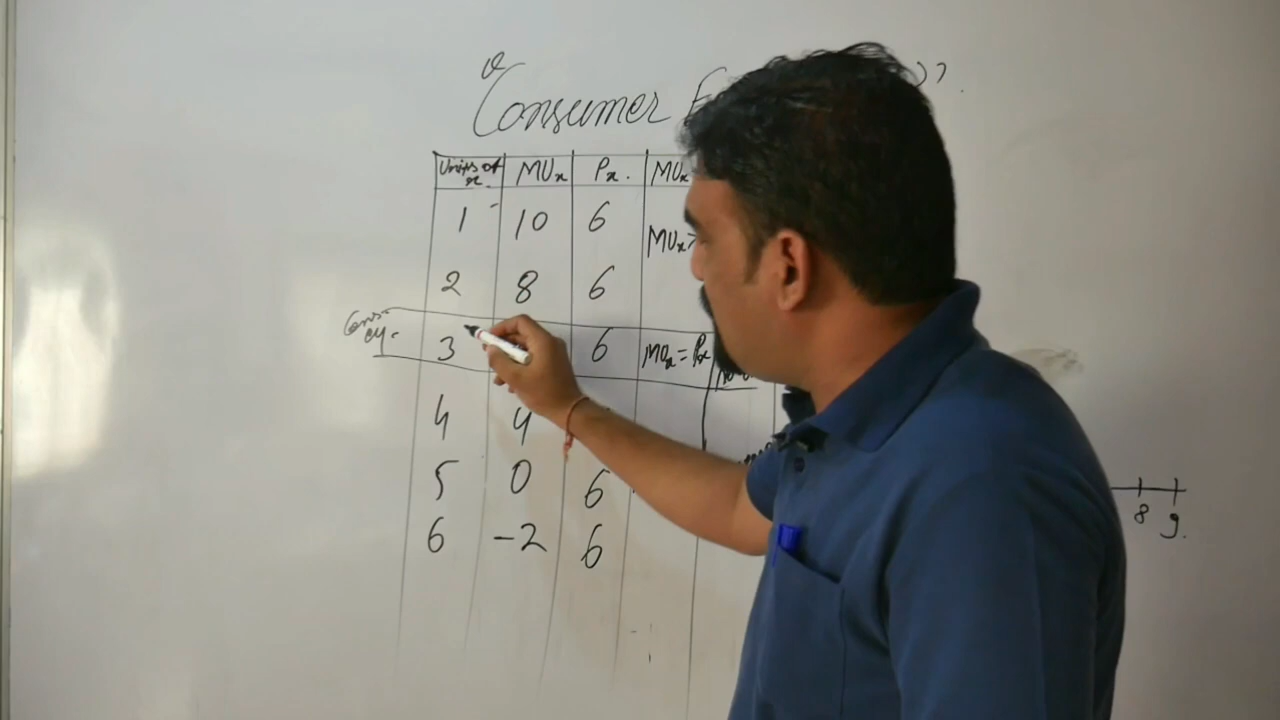 Consumer E
Units of x. MUx Px. MUx
1 10 6 MUx >
2 8 6
3 6 MUx = Px
4 4
5 0 6
6 -2 6
8 9.